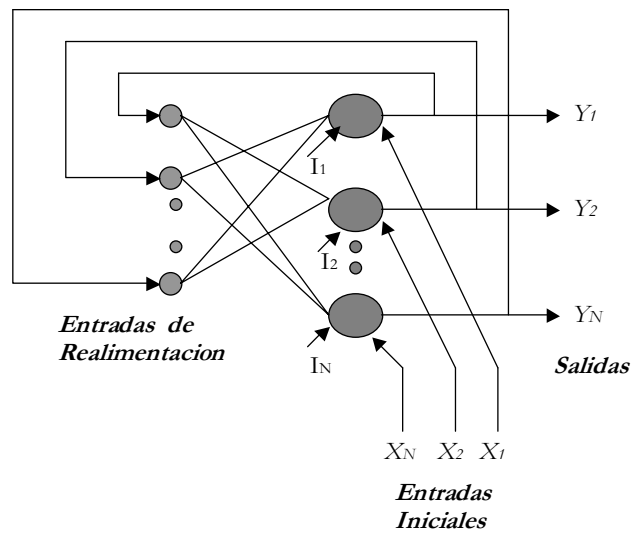 Y1
I1
Y2
I2
YN
Entradas de
Realimentacion
IN
Salidas
XN X2 X1
Entradas
Iniciales